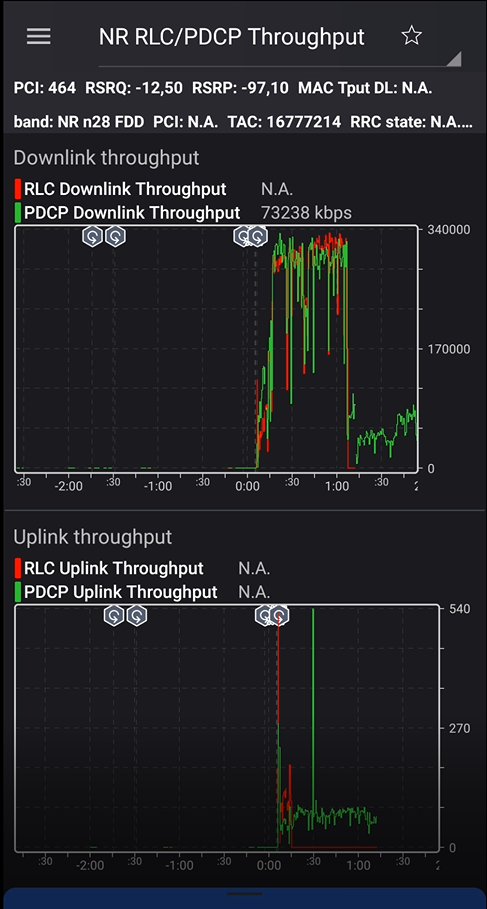 NR RLC/PDCP Throughput
PCI: 464 RSRQ: -12,50 RSRP: -97,10 MAC Tput DL: N.A.
band: NR n28 FDD PCI: N.A. TAC: 16777214 RRC state: N.A....
Downlink throughput
RLC Downlink Throughput N.A.
PDCP Downlink Throughput 73238 kbps
340000
170000
0
:30 -2:00 :30 -1:00 :30 0:00 :30 1:00 :30 2
Uplink throughput
RLC Uplink Throughput N.A.
PDCP Uplink Throughput N.A.
540
270
0
:30 -2:00 :30 -1:00 :30 0:00 :30 1:00 :30 2